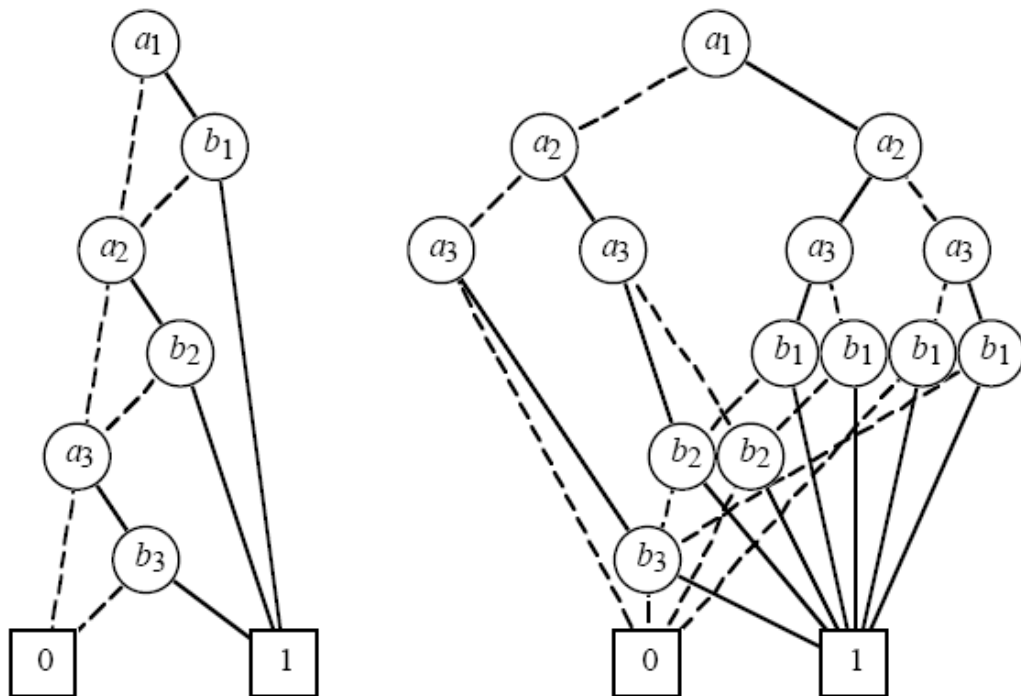 a1 a1
b1 a2 a2
a2 a3 a3 a3 a3
b2 b1 b1 b1 b1
a3 b2 b2
b3 b3
0 1 0 1